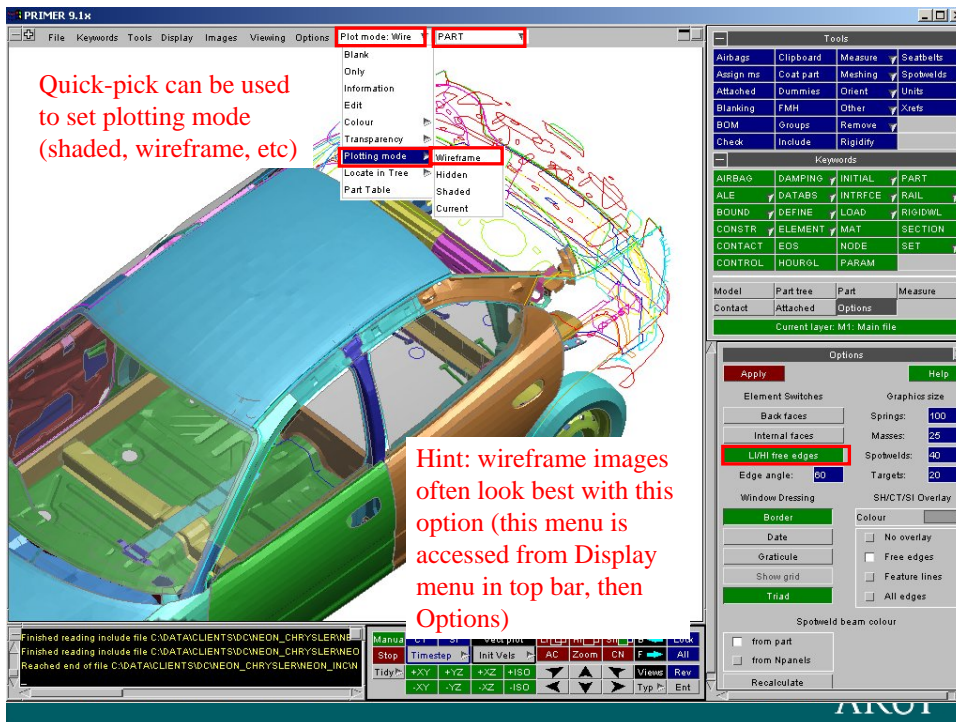 PRIMER 9.1x
File Keywords Tools Display Images Viewing Options Plot mode: Wire PART
Blank
Only
Information
Edit
Colour
Transparency
Plotting mode
Locate in Tree
Part Table
Wireframe
Hidden
Shaded
Current
Quick-pick can be used
to set plotting mode
(shaded, wireframe, etc)
Hint: wireframe images
often look best with this
option (this menu is
accessed from Display
menu in top bar, then
Options)
Tools
Airbags Clipboard Measure Seatbelts
Assign ms Coat part Meshing Spotwelds
Attached Dummies Orient Units
Blanking FMH Other Xrefs
BOM Groups Remove
Check Include Rigidify
Keywords
AIRBAG DAMPING INITIAL PART
ALE DATABS INTRFCE RAIL
BOUND DEFINE LOAD RIGIDWL
CONSTR ELEMENT MAT SECTION
CONTACT EOS NODE SET
CONTROL HOURGL PARAM
Model Part tree Part Measure
Contact Attached Options
Current layer: M1: Main file
Options
Apply Help
Element Switches Graphics size
Back faces Springs: 100
Internal faces Masses: 25
LI/HI free edges Spotwelds: 40
Edge angle: 60 Targets: 20
Window Dressing SH/CT/SI Overlay
Border Colour
Date No overlay
Graticule Free edges
Show grid Feature lines
Triad All edges
Spotweld beam colour
from part
from Npanels
Recalculate
Finished reading include file C:\DATA\CLIENTS\DC\NEON_CHRYSLER\NE
Finished reading include file C:\DATA\CLIENTS\DC\NEON_CHRYSLER\NEON
Reached end of file C:\DATA\CLIENTS\DC\NEON_CHRYSLER\NEON_INC\N
Manua CT SI Vect plot Lock
Stop Timestep Init Vels AC Zoom CN F All
Tidy +XY +YZ +XZ +ISO Views Rev
-XY -YZ -XZ -ISO Typ Ent
ARUP